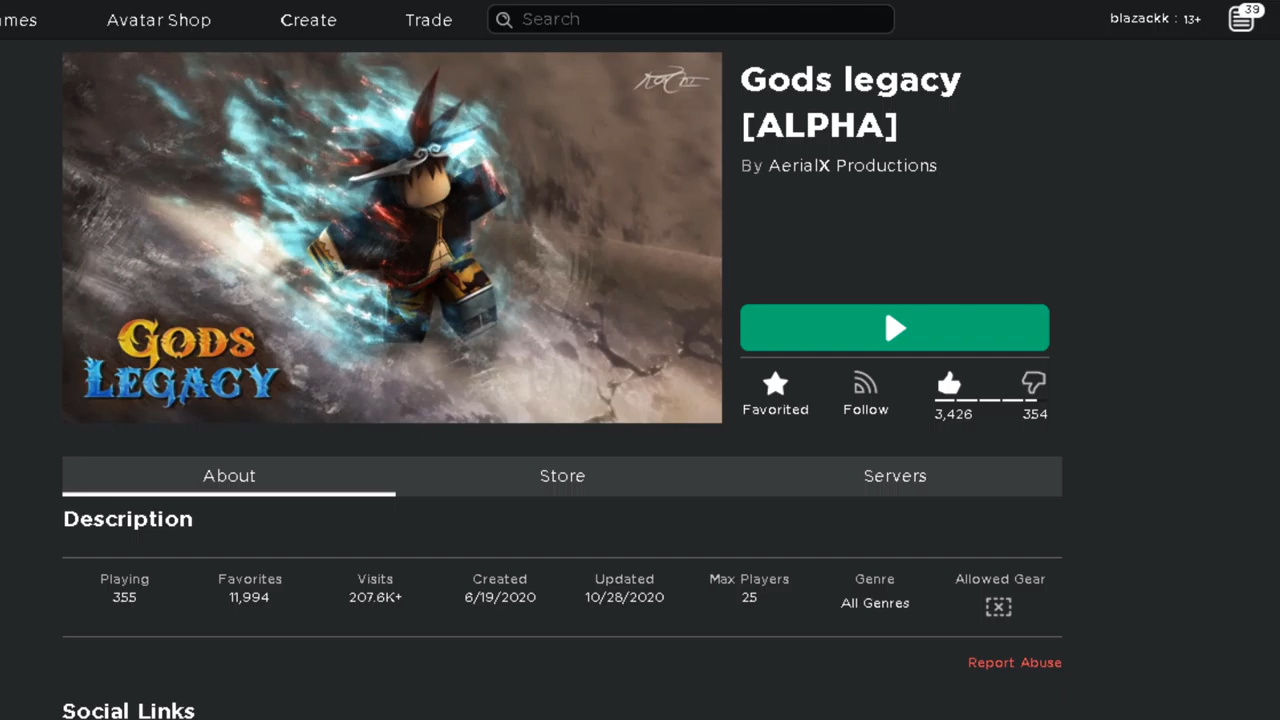 mes
Avatar Shop
Create
Trade
Search
blazackk : 13+
39
Gods legacy
[ALPHA]
By AerialX Productions
GODS
LEGACY
Favorited
Follow
3,426
354
About
Store
Servers
Description
Playing
355
Favorites
11,994
Visits
207.6K+
Created
6/19/2020
Updated
10/28/2020
Max Players
25
Genre
All Genres
Allowed Gear
Report Abuse
Social Links